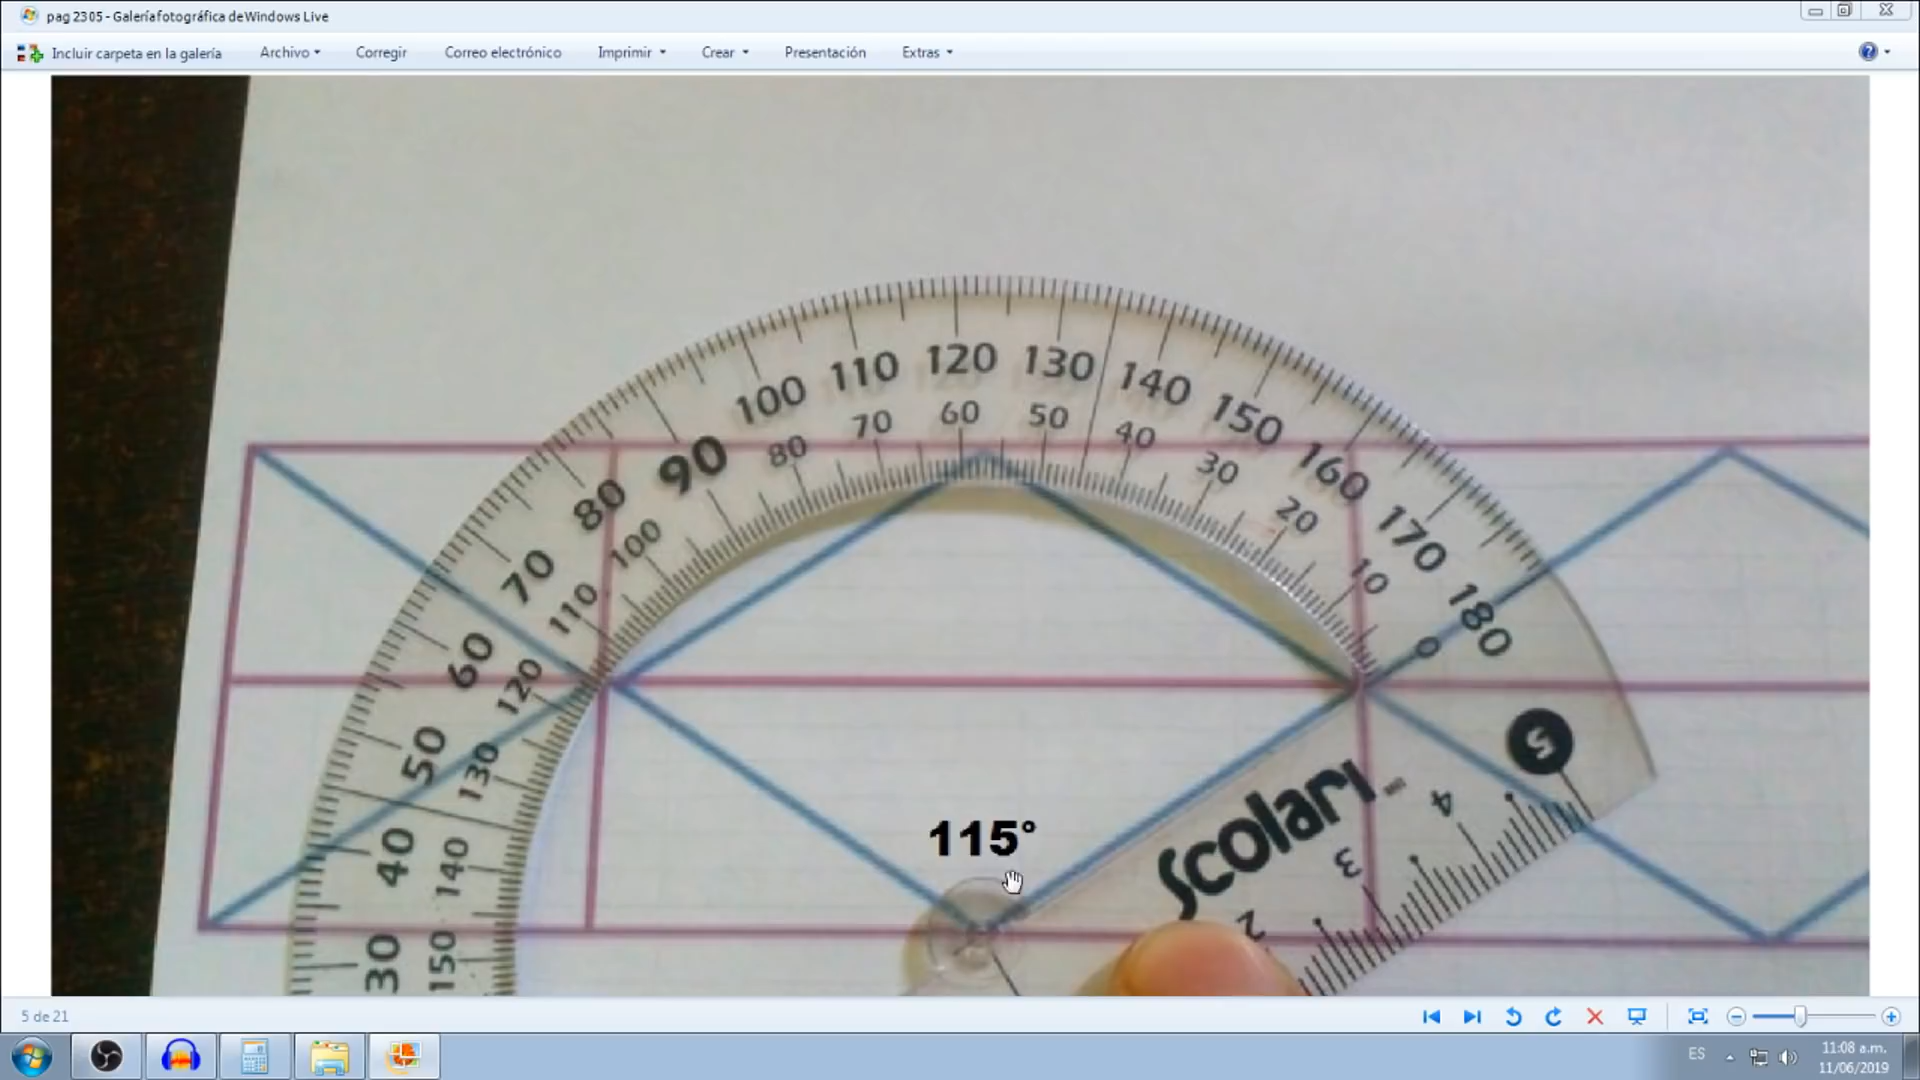 pag 2305 - Galería fotográfica de Windows Live
Incluir carpeta en la galería Archivo Corregir Correo electrónico Imprimir Crear Presentación Extras
30 40 50 60 70 80 90 100 110 120 130 140 150 160 170 180
150 140 130 120 110 100 80 70 60 50 40 30 20 10 0
115°
Scolari
2 3 4 5
5 de 21
ES 11:08 a.m.
11/06/2019